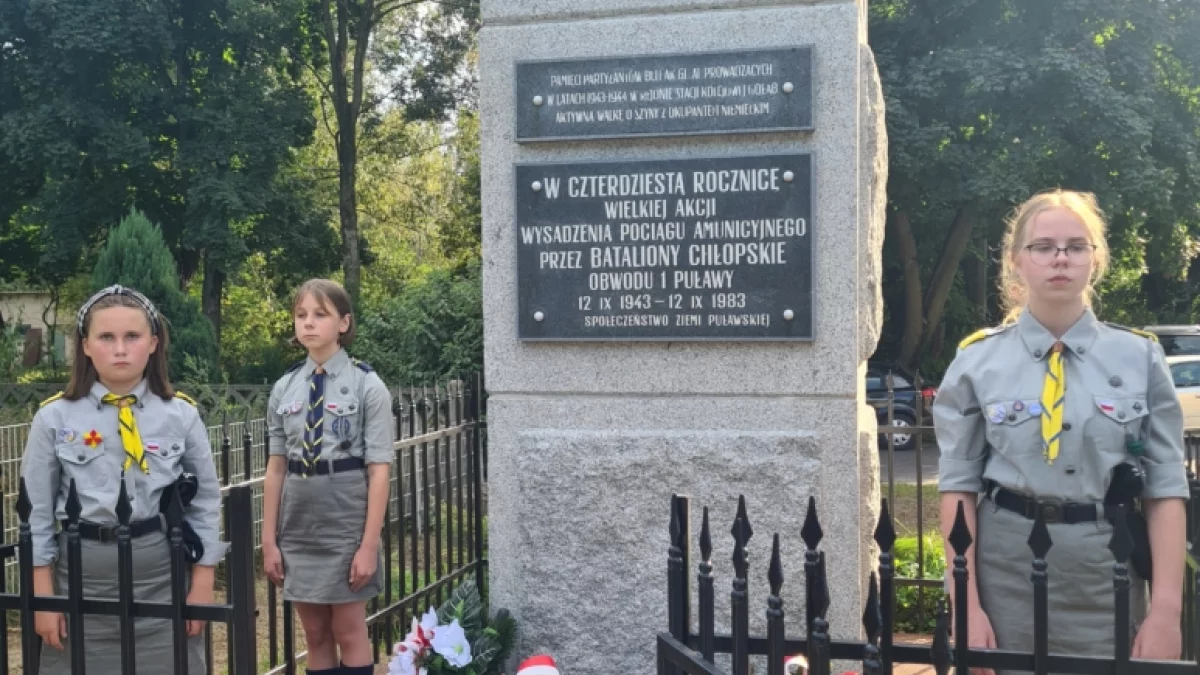 PAMIĘCI PARTYZANTÓW BCH AK GL AL PROWADZĄCYCH
W LATACH 1943-1944 W REJONIE STACJI KOLEJOWEJ GOŁĄB
AKTYWNĄ WALKĘ O SZYNY Z OKUPANTEM NIEMIECKIM
W CZTERDZIESTĄ ROCZNICĘ
WIELKIEJ AKCJI
WYSADZENIA POCIĄGU AMUNICYJNEGO
PRZEZ BATALIONY CHŁOPSKIE
OBWODU 1 PUŁAWY
12 IX 1943 – 12 IX 1983
SPOŁECZEŃSTWO ZIEMI PUŁAWSKIEJ